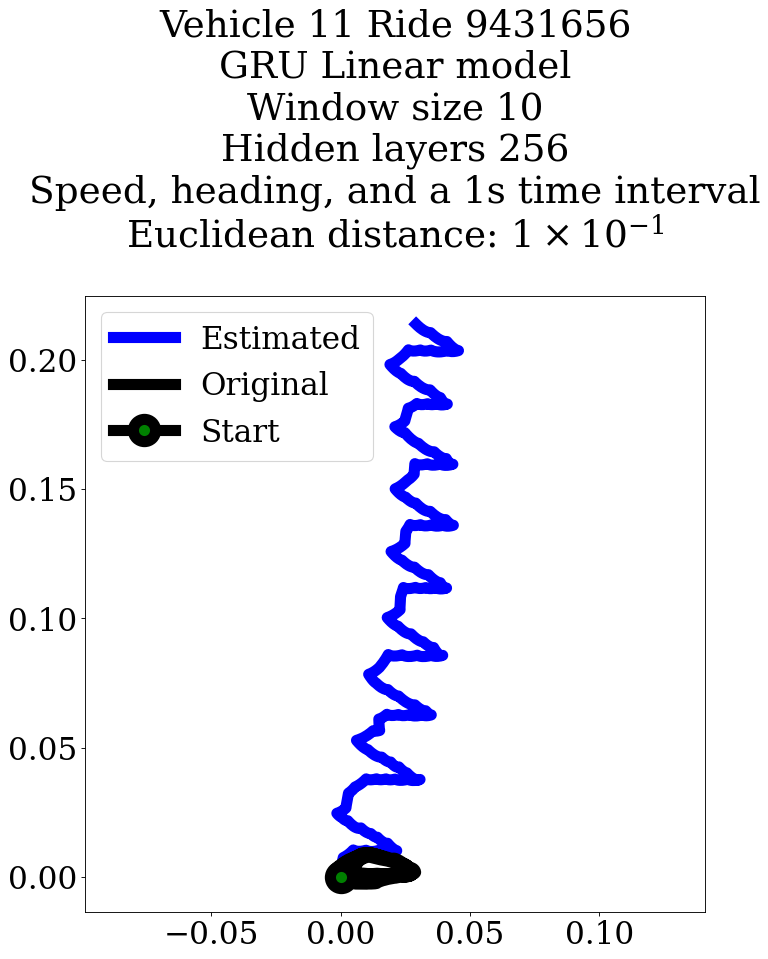 Vehicle 11 Ride 9431656
GRU Linear model
Window size 10
Hidden layers 256
Speed, heading, and a 1s time interval
Euclidean distance: 1 × 10⁻¹
Estimated
Original
Start
0.20
0.15
0.10
0.05
0.00
−0.05 0.00 0.05 0.10